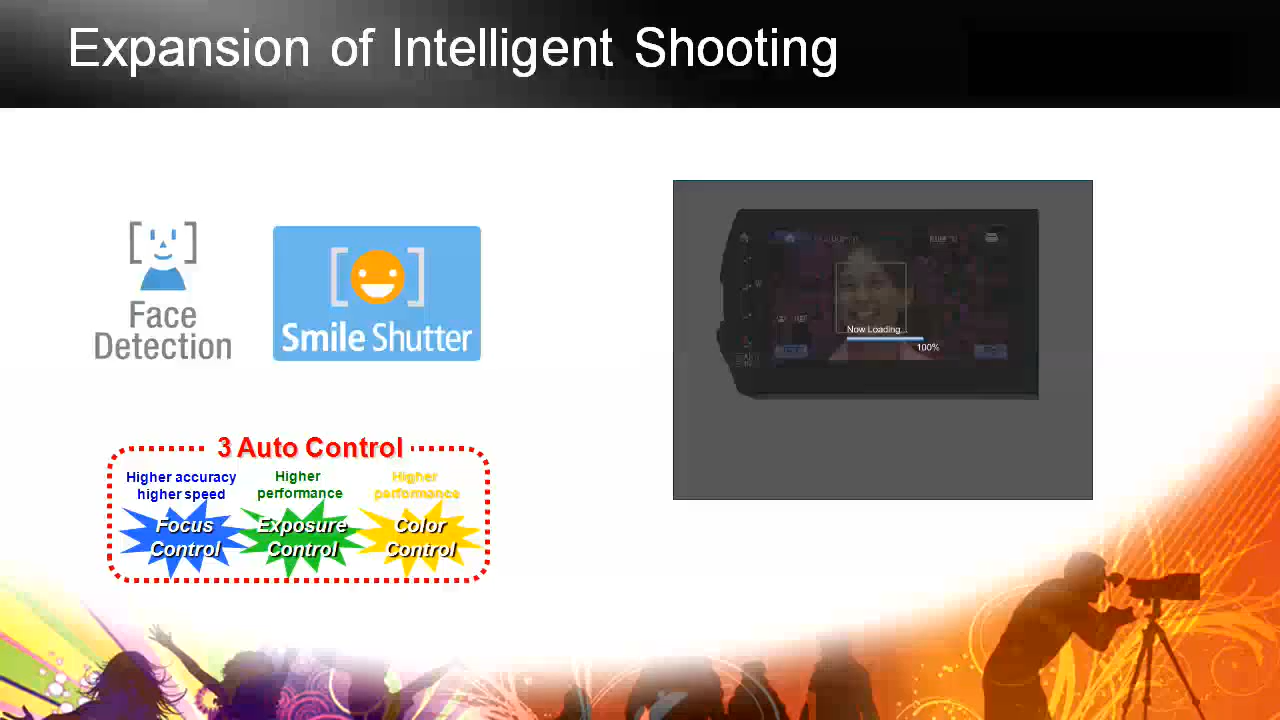 Expansion of Intelligent Shooting
Face
Detection
Smile Shutter
3 Auto Control
Higher accuracy
higher speed
Higher
performance
Higher
performance
Focus
Control
Exposure
Control
Color
Control
Now Loading...
100%